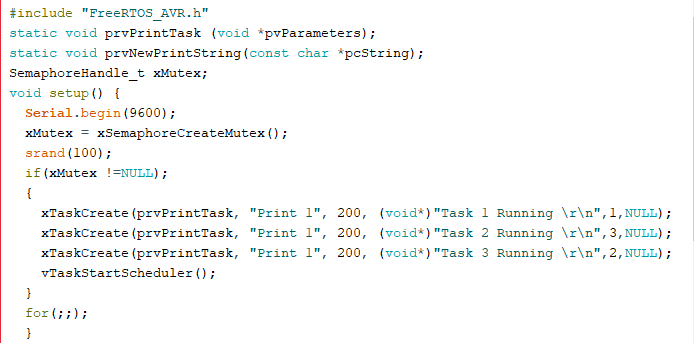 #include "FreeRTOS_AVR.h"
static void prvPrintTask (void *pvParameters);
static void prvNewPrintString(const char *pcString);
SemaphoreHandle_t xMutex;
void setup() {
  Serial.begin(9600);
  xMutex = xSemaphoreCreateMutex();
  srand(100);
  if(xMutex !=NULL);
  {
    xTaskCreate(prvPrintTask, "Print 1", 200, (void*)"Task 1 Running \r\n",1,NULL);
    xTaskCreate(prvPrintTask, "Print 1", 200, (void*)"Task 2 Running \r\n",3,NULL);
    xTaskCreate(prvPrintTask, "Print 1", 200, (void*)"Task 3 Running \r\n",2,NULL);
    vTaskStartScheduler();
  }
  for(;;);
  }